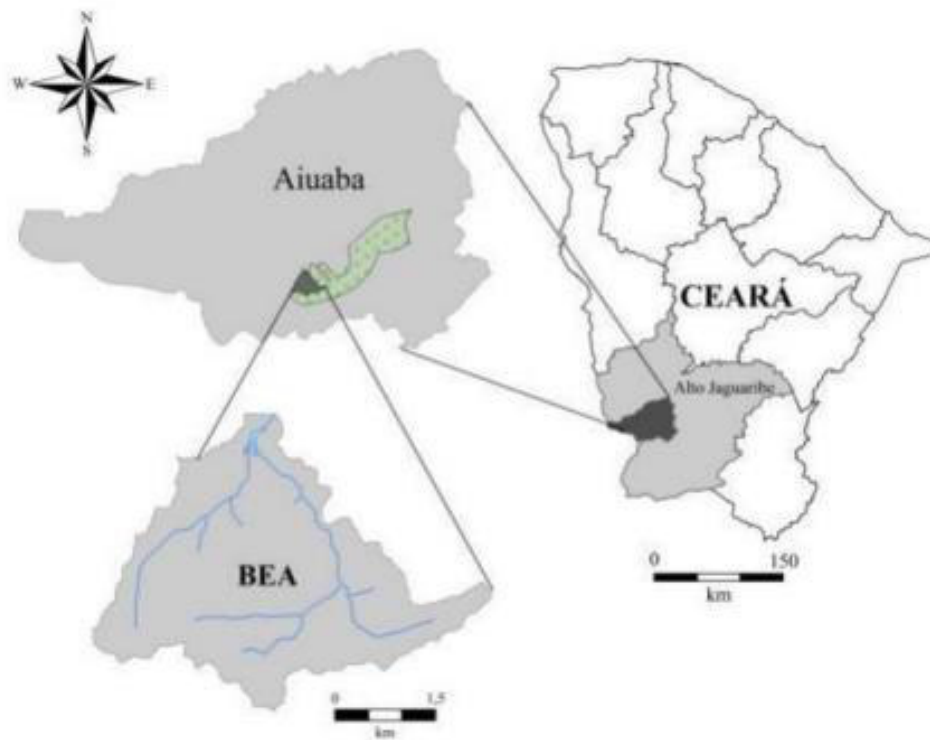 N
W E
S
Aiuaba
CEARÁ
Alto Jaguaribe
BEA
0 150
km
0 1,5
km